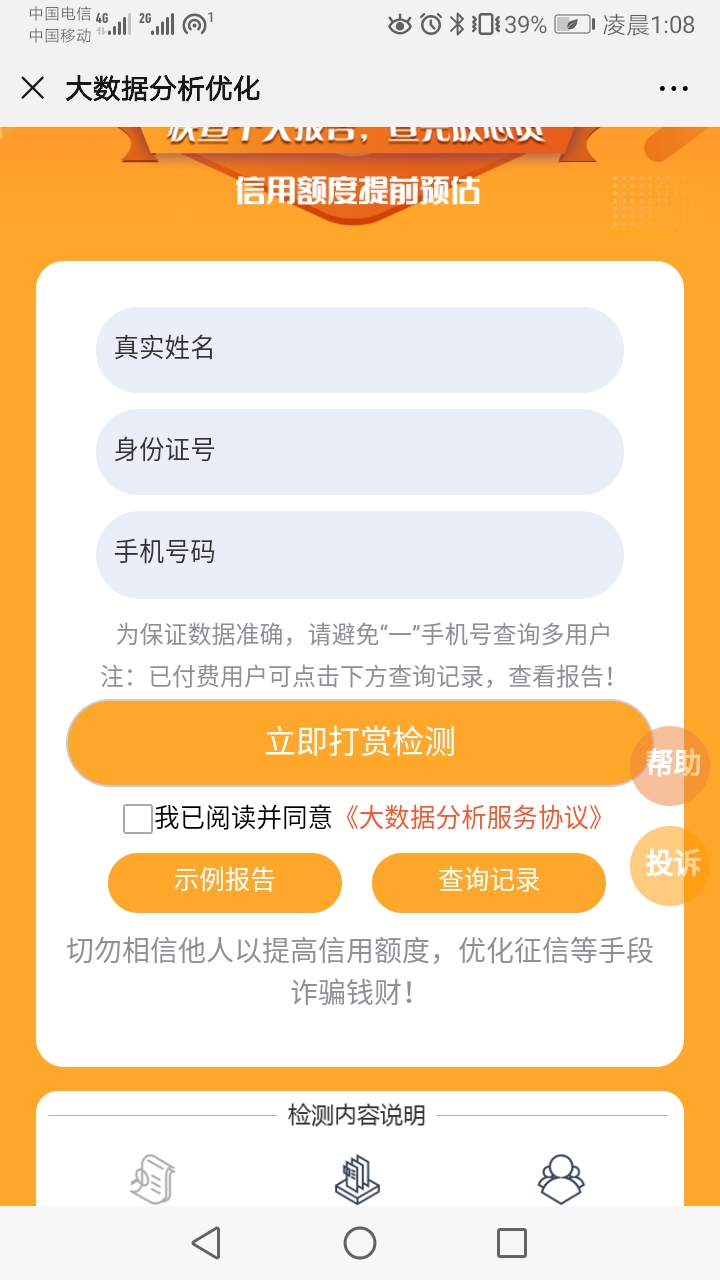 中国电信 4G 2G 1
中国移动
39% 凌晨1:08
大数据分析优化
信用额度提前预估
真实姓名
身份证号
手机号码
为保证数据准确，请避免“一”手机号查询多用户
注：已付费用户可点击下方查询记录，查看报告！
立即打赏检测
帮助
我已阅读并同意《大数据分析服务协议》
投诉
示例报告 查询记录
切勿相信他人以提高信用额度，优化征信等手段
诈骗钱财！
检测内容说明